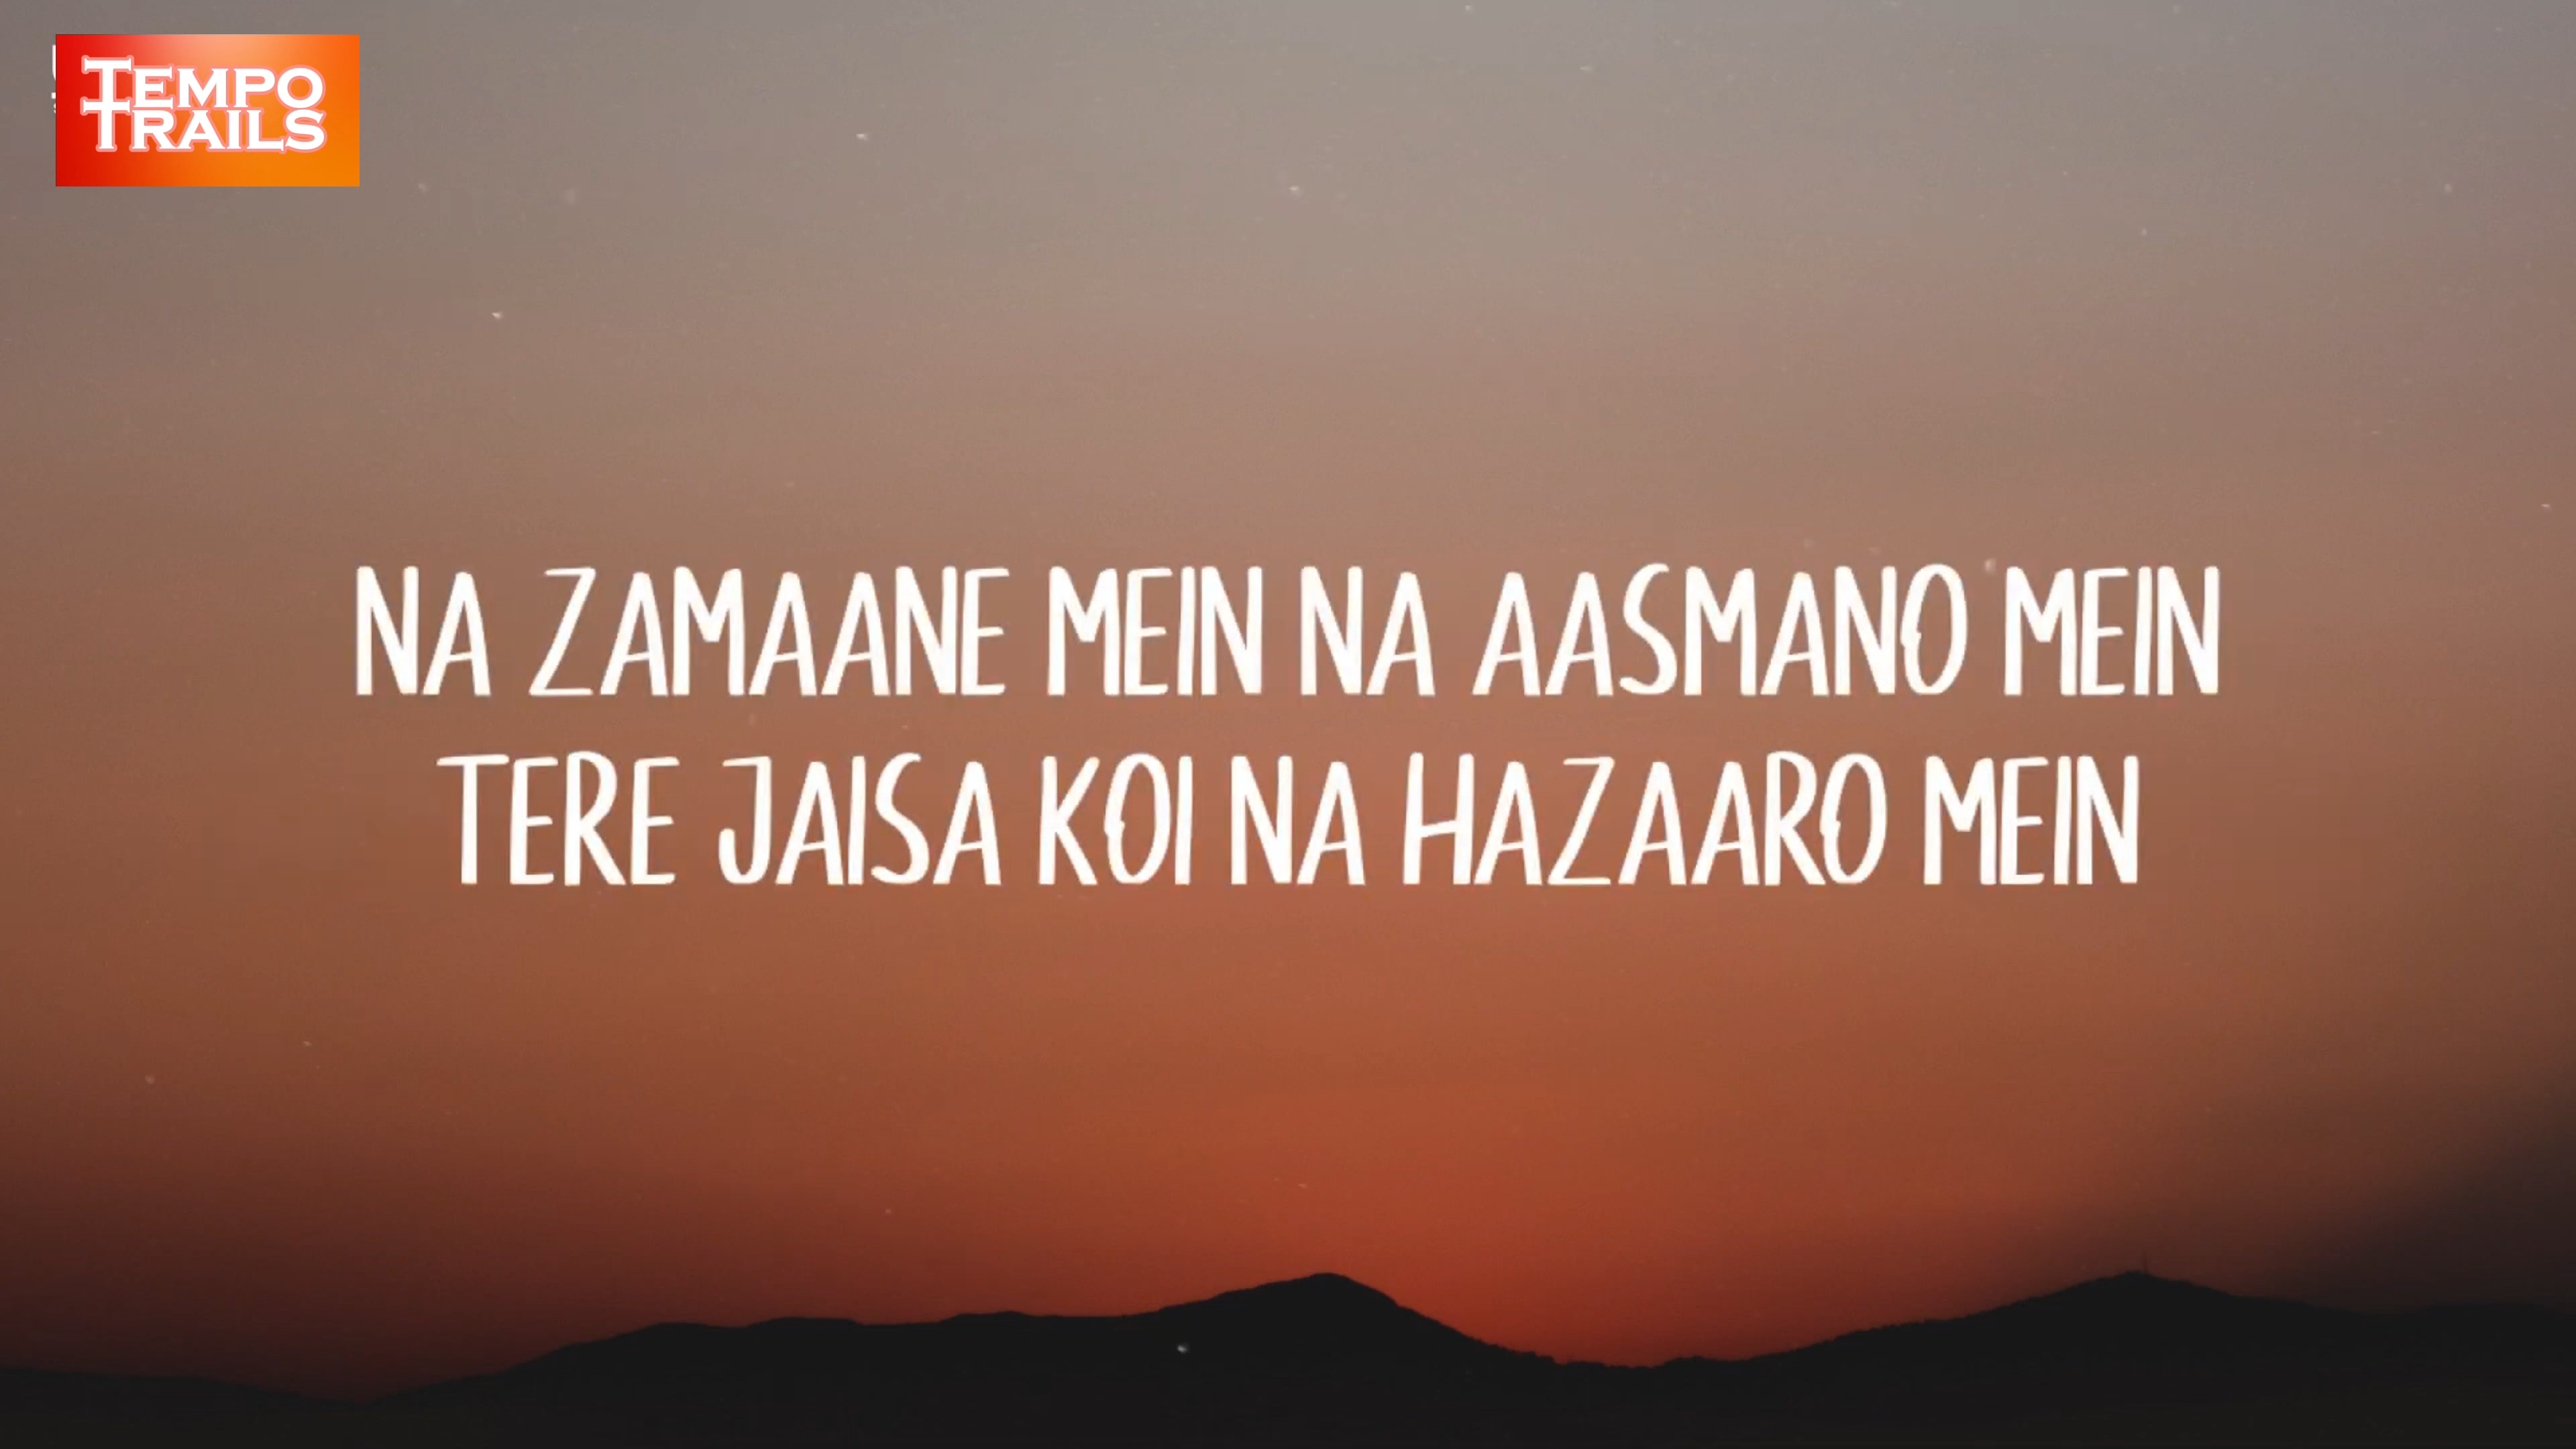 TEMPO
TRAILS
NA ZAMAANE MEIN NA AASMANO MEIN
TERE JAISA KOI NA HAZAARO MEIN